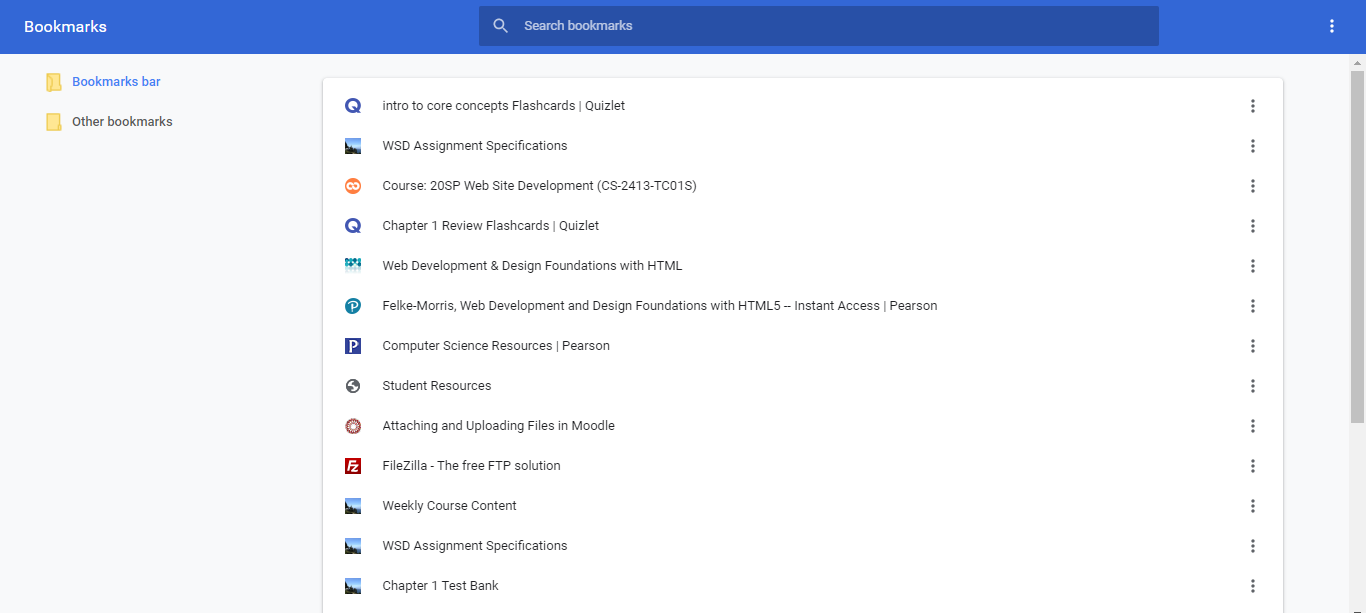 Bookmarks
Search bookmarks
Bookmarks bar
Other bookmarks
intro to core concepts Flashcards | Quizlet
WSD Assignment Specifications
Course: 20SP Web Site Development (CS-2413-TC01S)
Chapter 1 Review Flashcards | Quizlet
Web Development & Design Foundations with HTML
Felke-Morris, Web Development and Design Foundations with HTML5 -- Instant Access | Pearson
Computer Science Resources | Pearson
Student Resources
Attaching and Uploading Files in Moodle
FileZilla - The free FTP solution
Weekly Course Content
WSD Assignment Specifications
Chapter 1 Test Bank